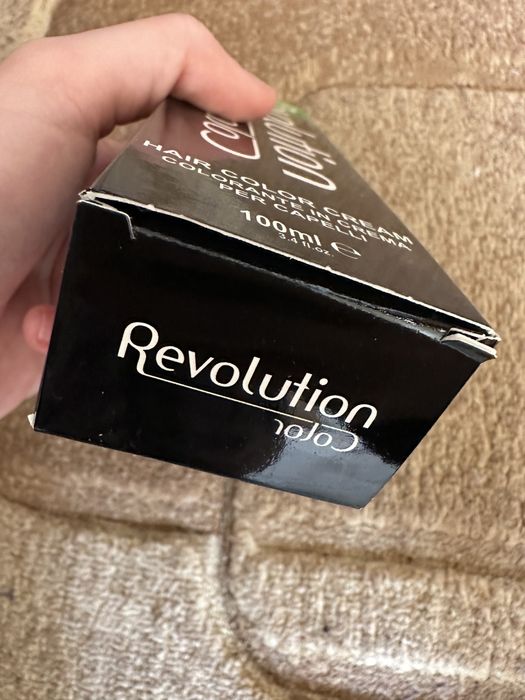 HAIR COLOR CREAM
COLORANTE IN CREMA
PER CAPELLI
100ml ℮
3.4 fl.oz.
Revolution
Color